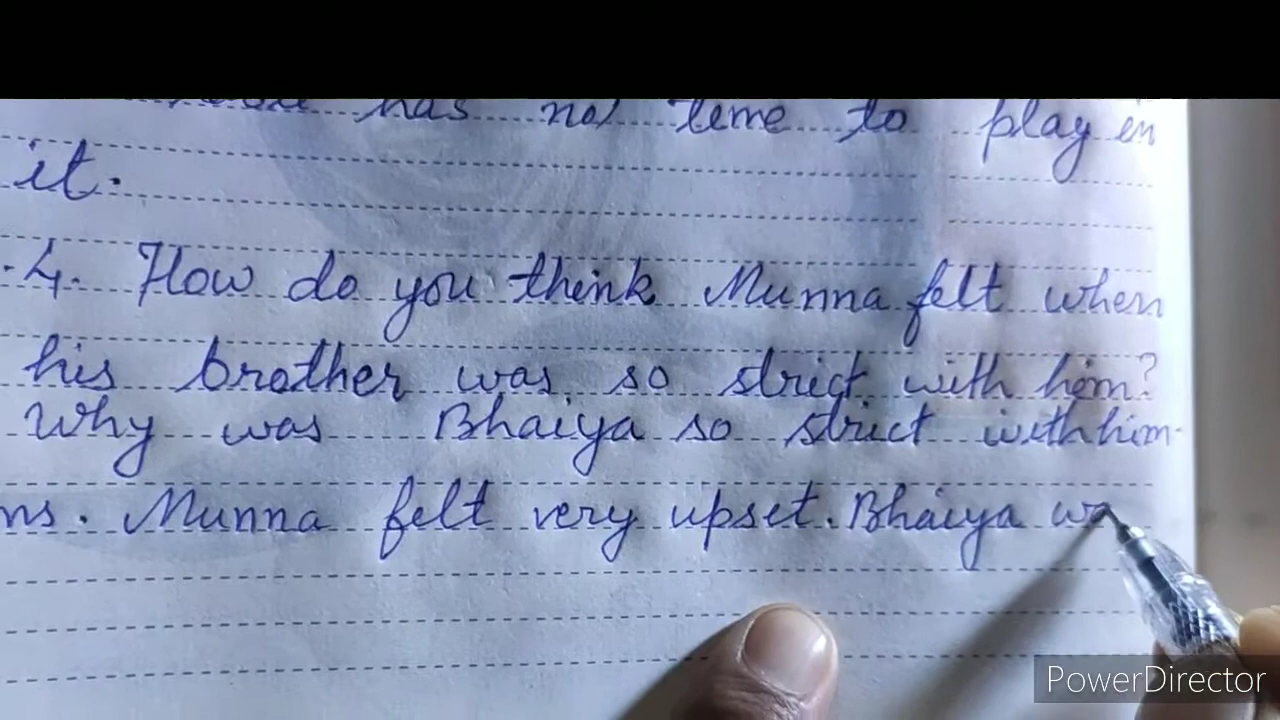 has no time to play in
it.
.4. How do you think Munna felt when
his brother was so strict with him?
Why was Bhaiya so strict with him.
ns. Munna felt very upset. Bhaiya wa
PowerDirector